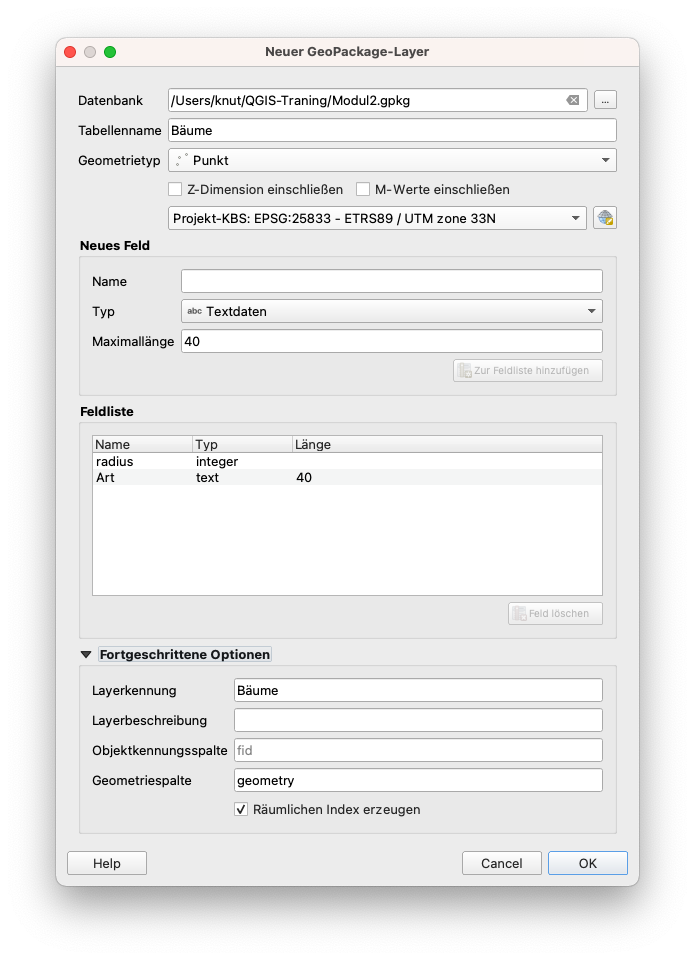 Neuer GeoPackage-Layer
Datenbank /Users/knut/QGIS-Traning/Modul2.gpkg ...
Tabellenname Bäume
Geometrietyp Punkt
Z-Dimension einschließen M-Werte einschließen
Projekt-KBS: EPSG:25833 - ETRS89 / UTM zone 33N
Neues Feld
Name
Typ abc Textdaten
Maximallänge 40
Zur Feldliste hinzufügen
Feldliste
Name Typ Länge
radius integer
Art text 40
Feld löschen
Fortgeschrittene Optionen
Layerkennung Bäume
Layerbeschreibung
Objektkennungsspalte fid
Geometriespalte geometry
Räumlichen Index erzeugen
Help Cancel OK